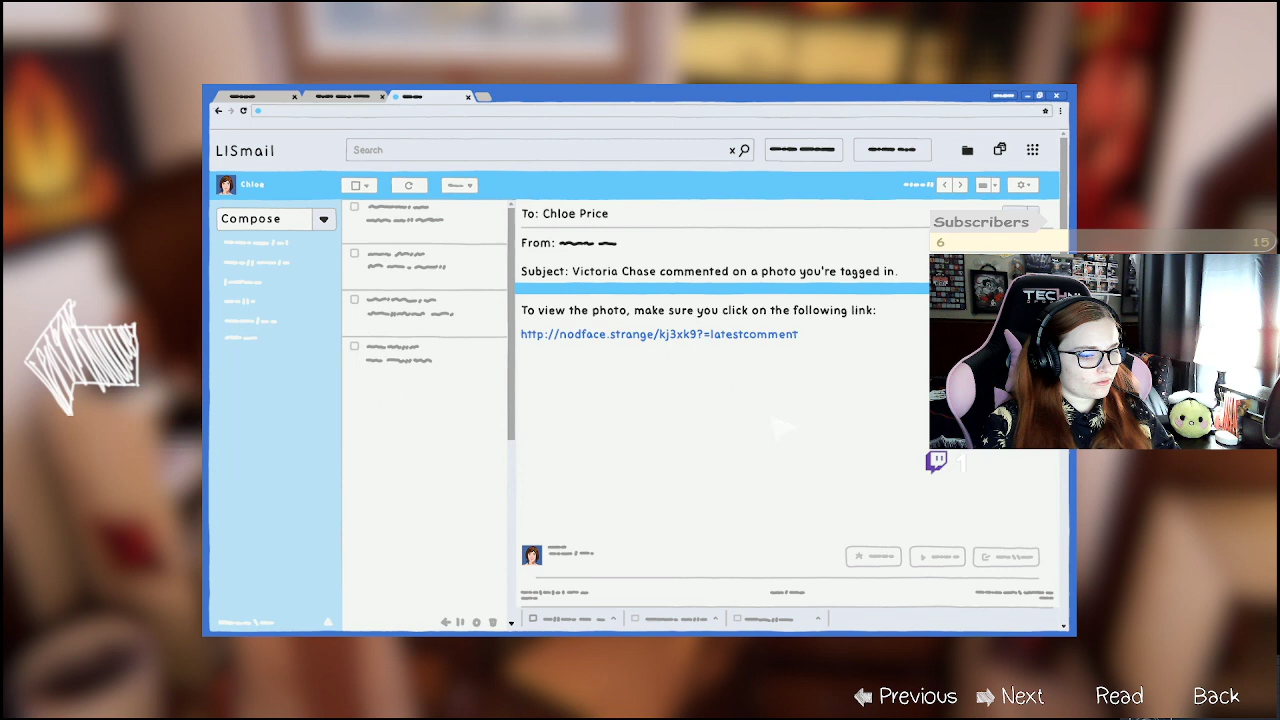 LISmail
Search
Chloe
Compose
To: Chloe Price
From:
Subject: Victoria Chase commented on a photo you're tagged in.
To view the photo, make sure you click on the following link:
http://nodface.strange/kj3xk9?=latestcomment
Subscribers
6 15
TECHNI
1
Previous Next Read Back